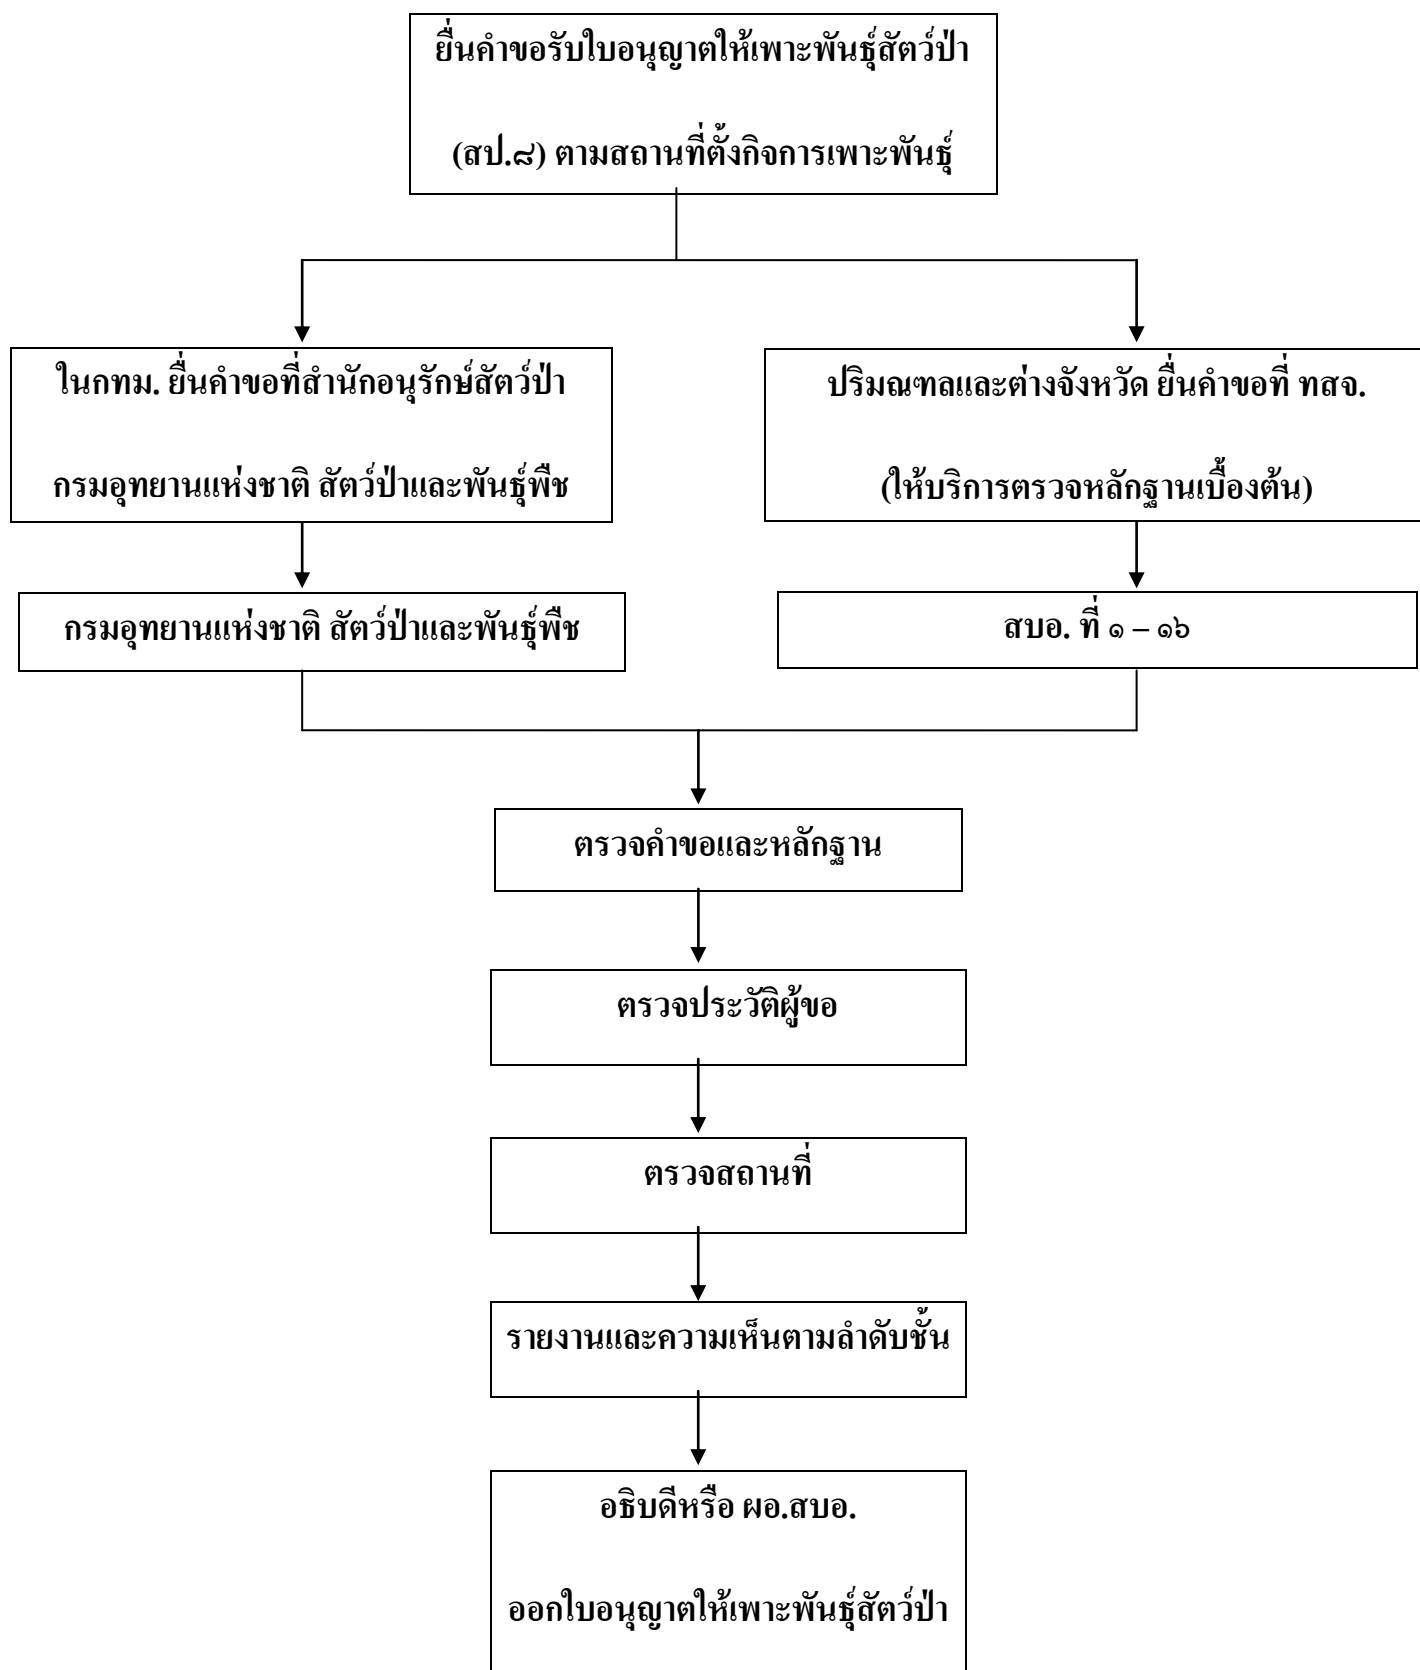 ยื่นคำขอรับใบอนุญาตให้เพาะพันธุ์สัตว์ป่า
(สป.๘) ตามสถานที่ตั้งกิจการเพาะพันธุ์
ในกทม. ยื่นคำขอที่สำนักอนุรักษ์สัตว์ป่า
กรมอุทยานแห่งชาติ สัตว์ป่าและพันธุ์พืช
ปริมณฑลและต่างจังหวัด ยื่นคำขอที่ ทสจ.
(ให้บริการตรวจหลักฐานเบื้องต้น)
กรมอุทยานแห่งชาติ สัตว์ป่าและพันธุ์พืช
สบอ. ที่ ๑ – ๑๖
ตรวจคำขอและหลักฐาน
ตรวจประวัติผู้ขอ
ตรวจสถานที่
รายงานและความเห็นตามลำดับชั้น
อธิบดีหรือ ผอ.สบอ.
ออกใบอนุญาตให้เพาะพันธุ์สัตว์ป่า